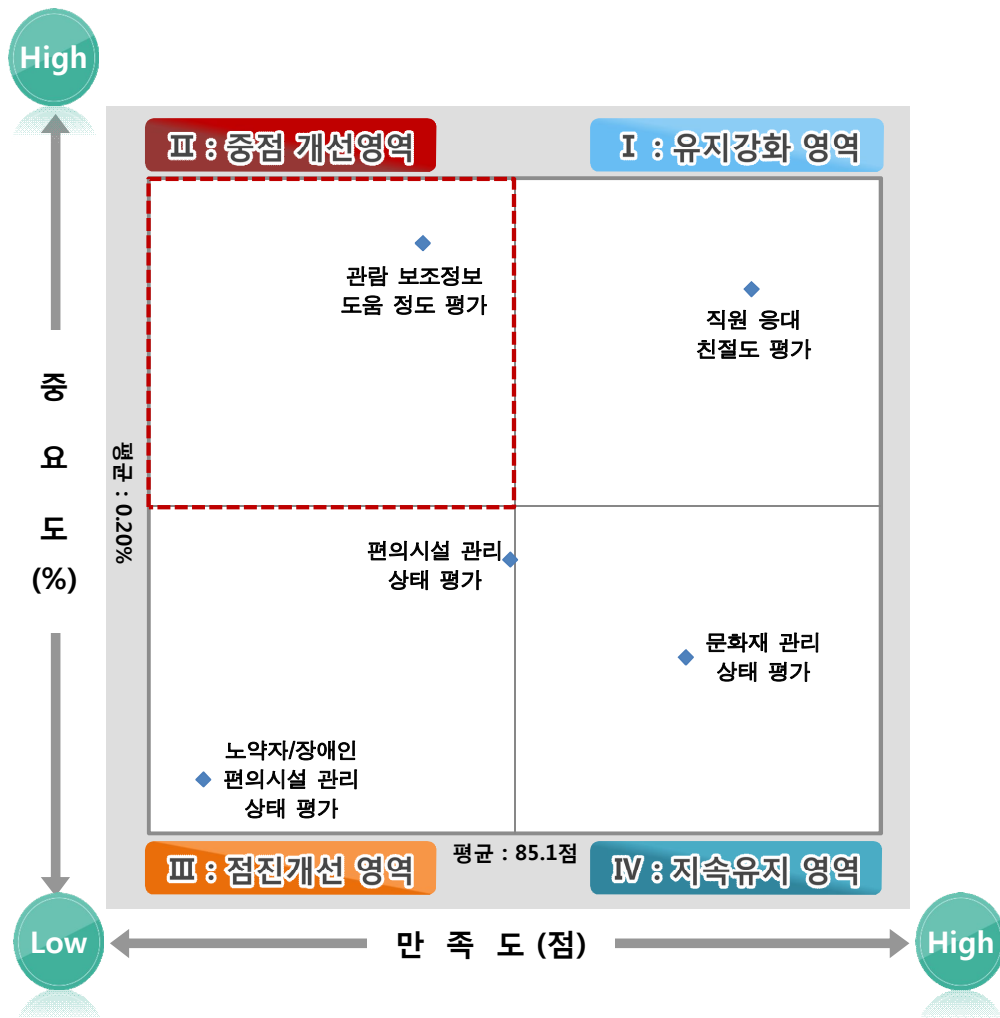 High
Ⅱ : 중점 개선영역
Ⅰ : 유지강화 영역
관람 보조정보
도움 정도 평가
직원 응대
친절도 평가
중
요
도
(%)
평균 : 0.20%
편의시설 관리
상태 평가
문화재 관리
상태 평가
노약자/장애인
편의시설 관리
상태 평가
Ⅲ : 점진개선 영역
평균 : 85.1점
Ⅳ : 지속유지 영역
Low
만 족 도 (점)
High